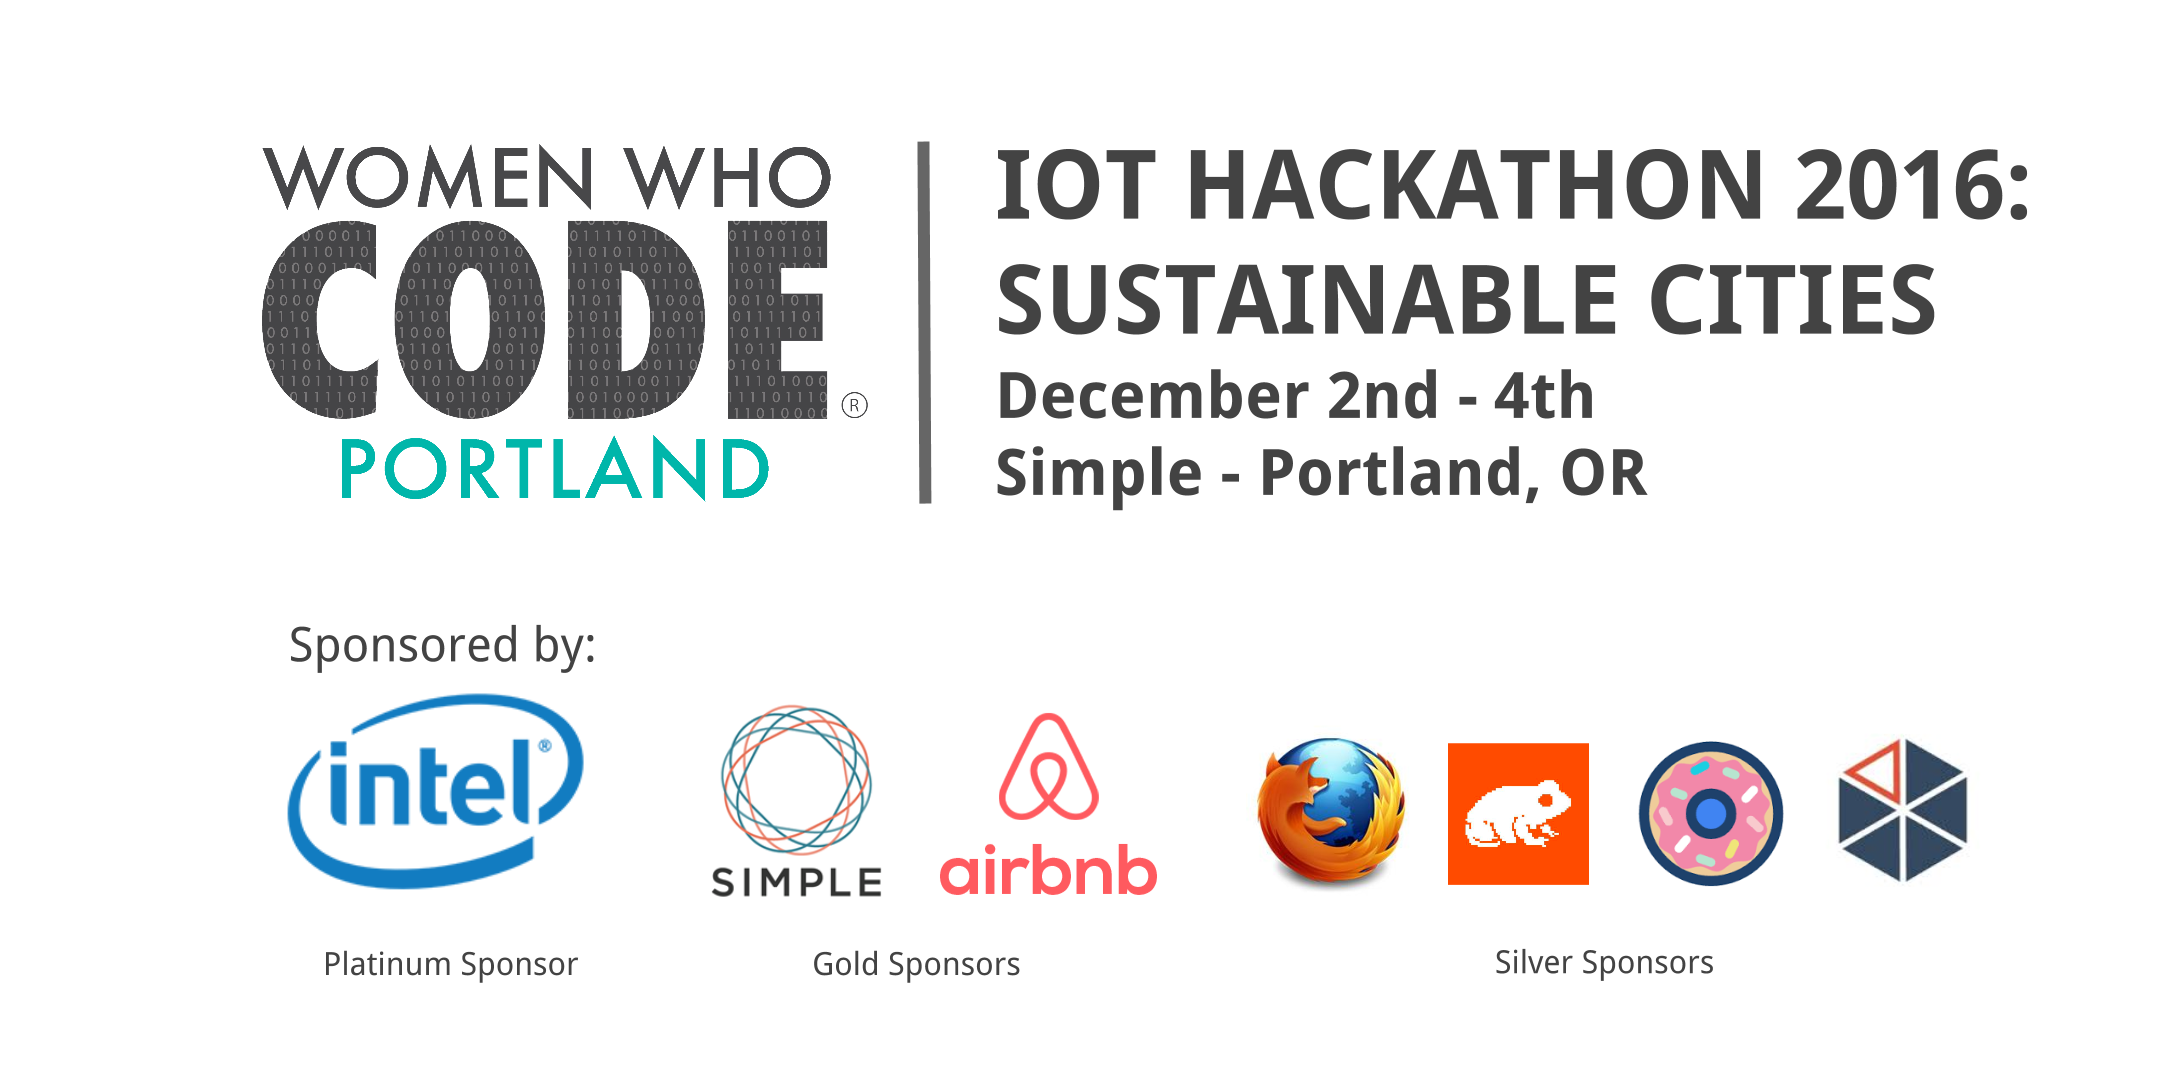 WOMEN WHO
CODE®
PORTLAND
IOT HACKATHON 2016:
SUSTAINABLE CITIES
December 2nd - 4th
Simple - Portland, OR
Sponsored by:
intel®
SIMPLE
airbnb
Platinum Sponsor
Gold Sponsors
Silver Sponsors